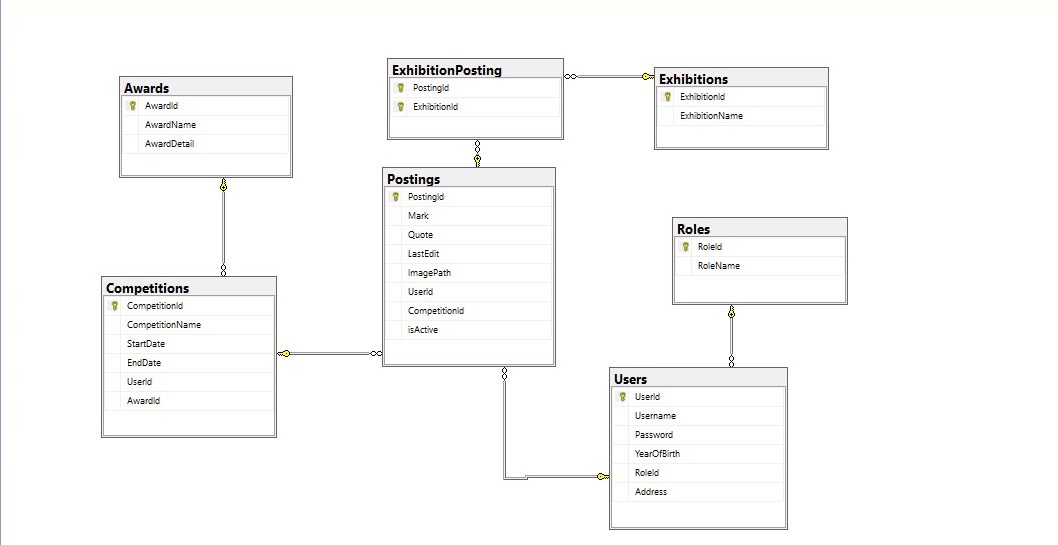 Awards
AwardId
AwardName
AwardDetail
ExhibitionPosting
PostingId
ExhibitionId
Exhibitions
ExhibitionId
ExhibitionName
Postings
PostingId
Mark
Quote
LastEdit
ImagePath
UserId
CompetitionId
isActive
Roles
RoleId
RoleName
Competitions
CompetitionId
CompetitionName
StartDate
EndDate
UserId
AwardId
Users
UserId
Username
Password
YearOfBirth
RoleId
Address